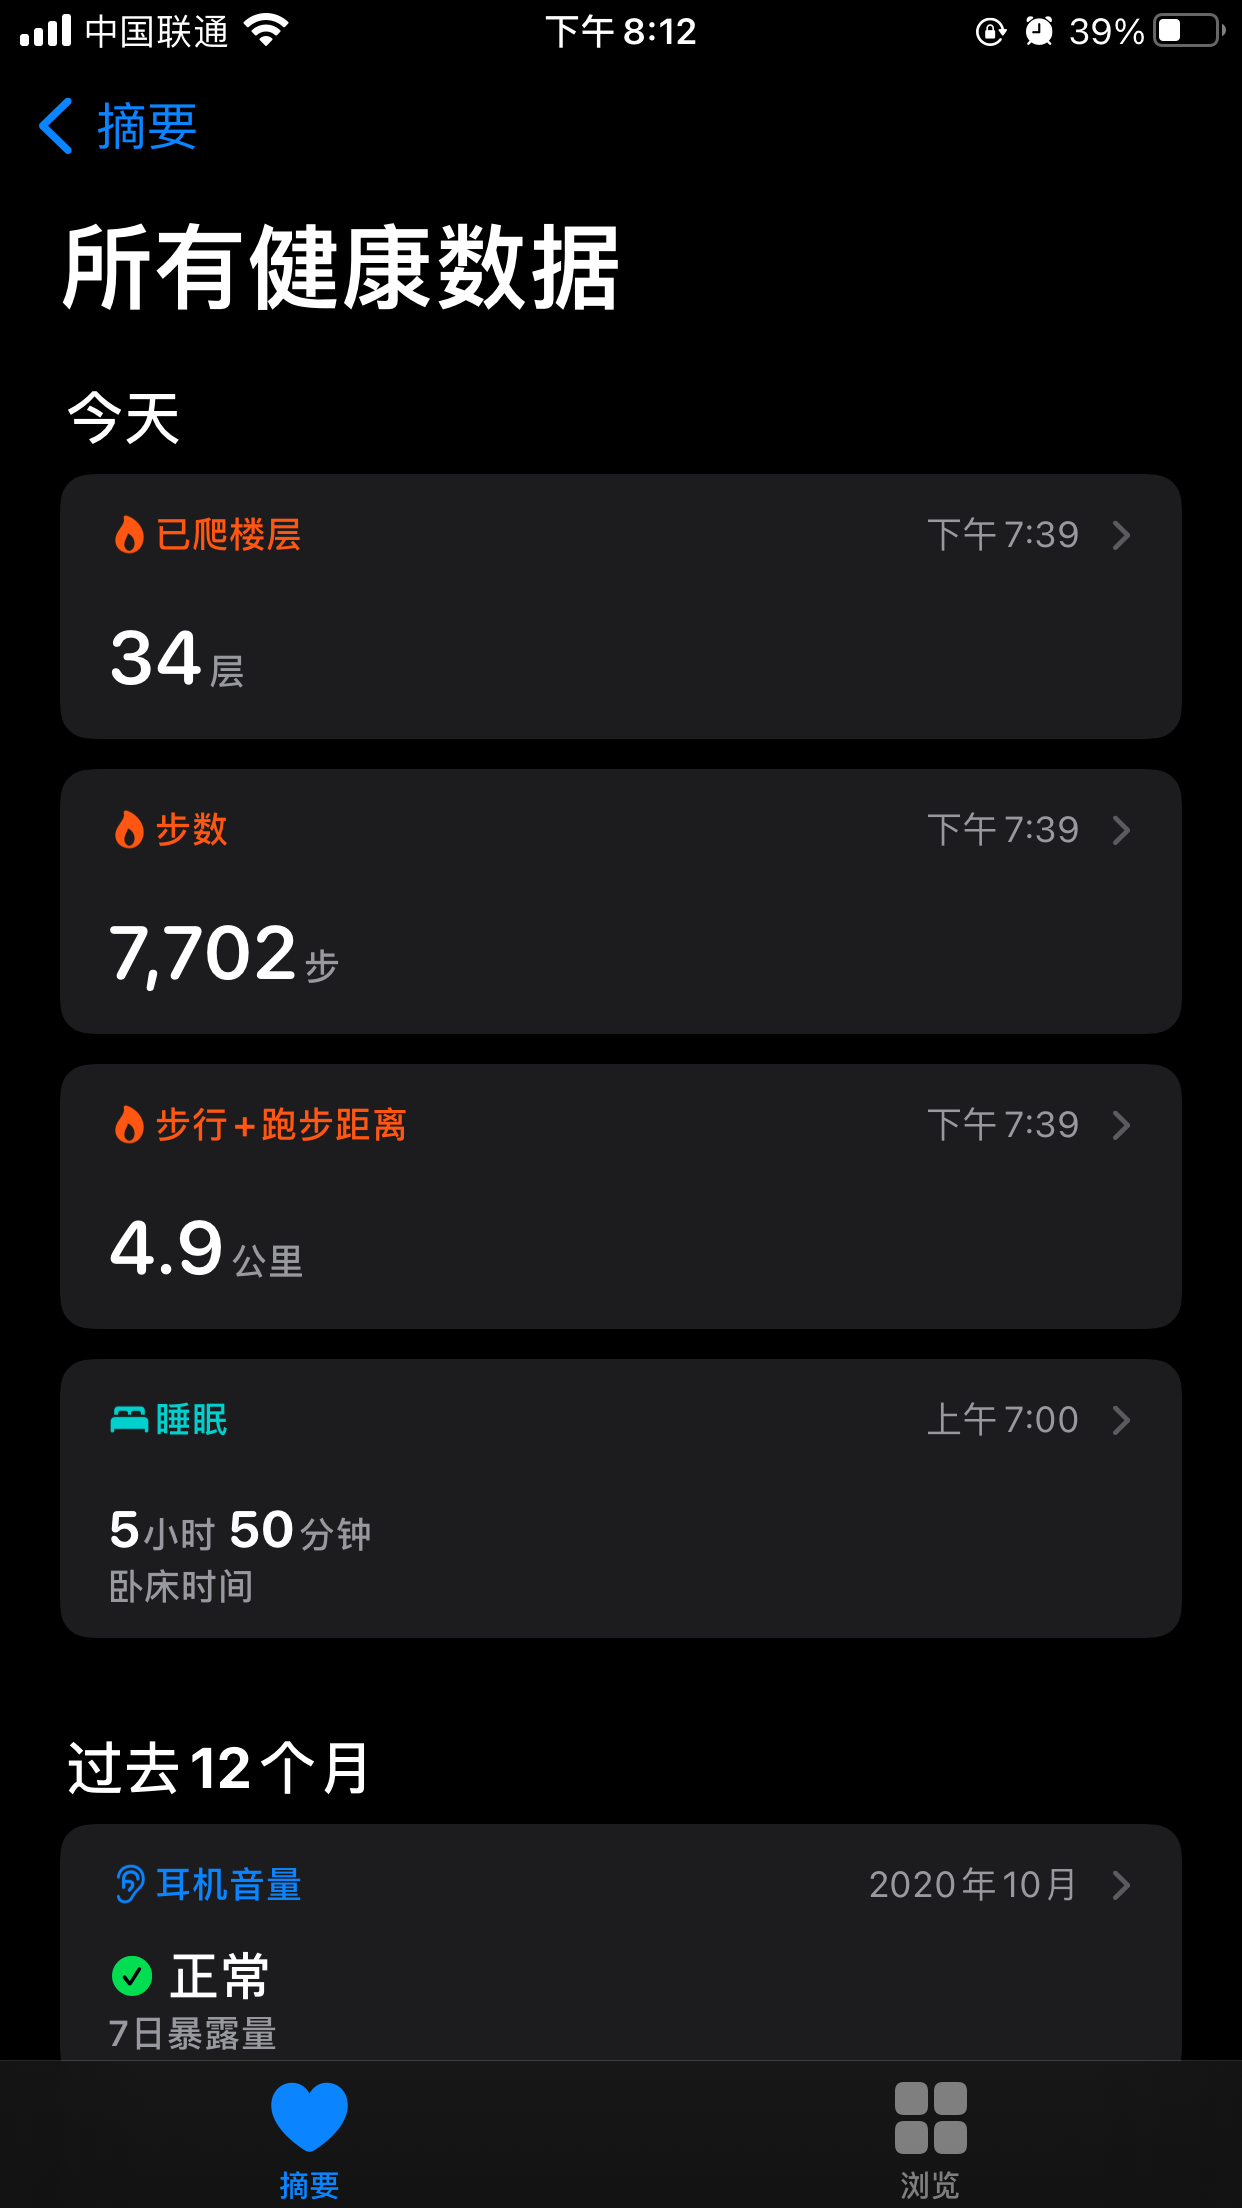 中国联通 下午 8:12 39%
摘要
所有健康数据
今天
已爬楼层 下午 7:39
34 层
步数 下午 7:39
7,702 步
步行+跑步距离 下午 7:39
4.9 公里
睡眠 上午 7:00
5小时 50分钟
卧床时间
过去12个月
耳机音量 2020年10月
正常
7日暴露量
摘要 浏览